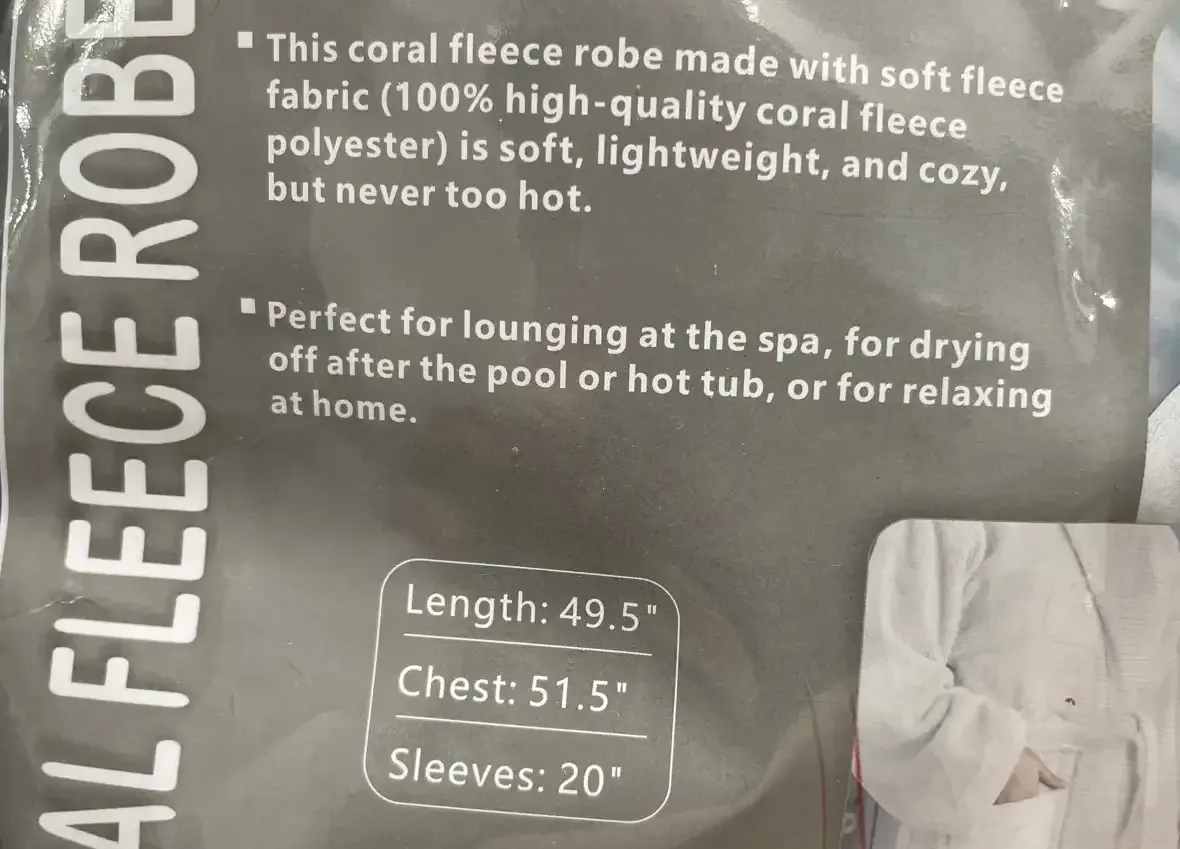 AL FLEECE ROBE
▪ This coral fleece robe made with soft fleece
fabric (100% high-quality coral fleece
polyester) is soft, lightweight, and cozy,
but never too hot.
▪ Perfect for lounging at the spa, for drying
off after the pool or hot tub, or for relaxing
at home.
Length: 49.5"
Chest: 51.5"
Sleeves: 20"